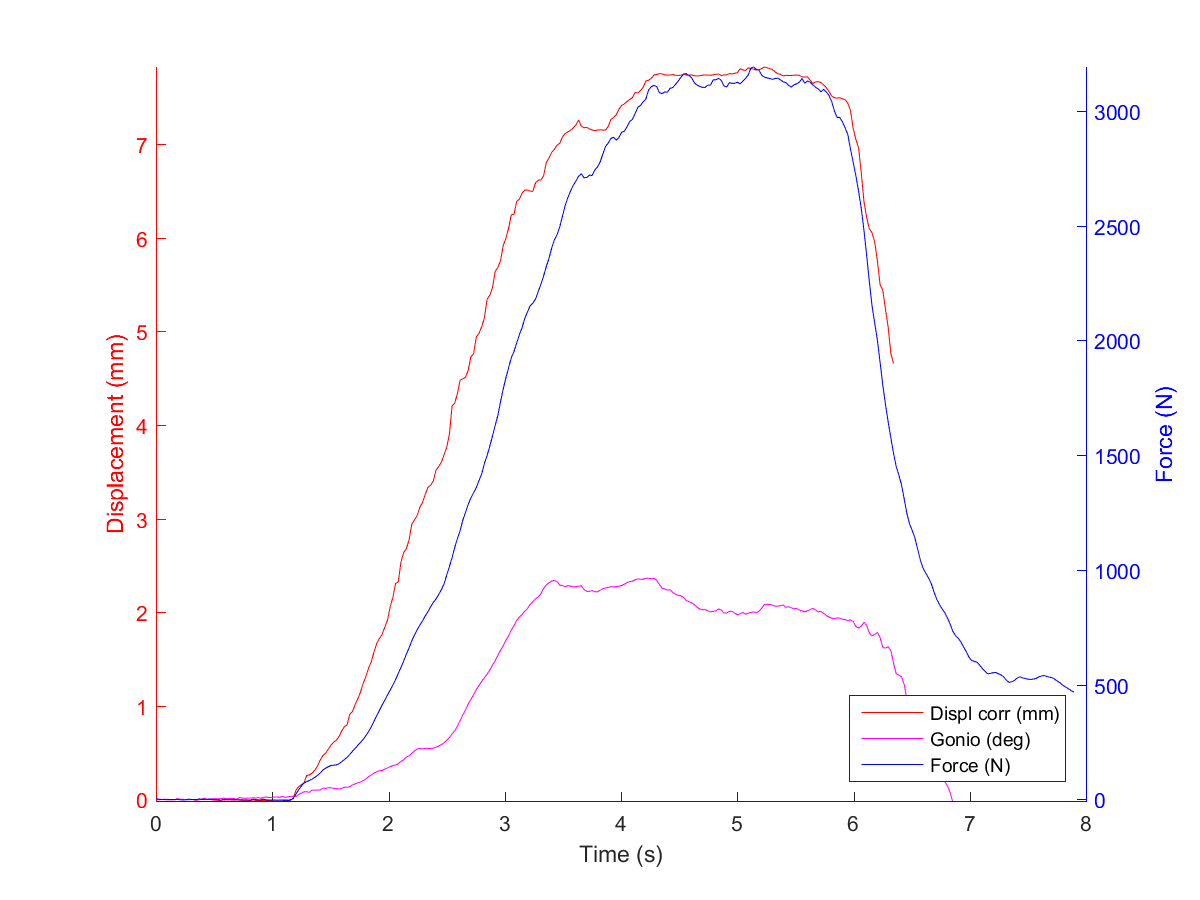 7
6
5
4
3
2
1
0
Displacement (mm)
3000
2500
2000
1500
1000
500
0
Force (N)
Displ corr (mm)
Gonio (deg)
Force (N)
0 1 2 3 4 5 6 7 8
Time (s)